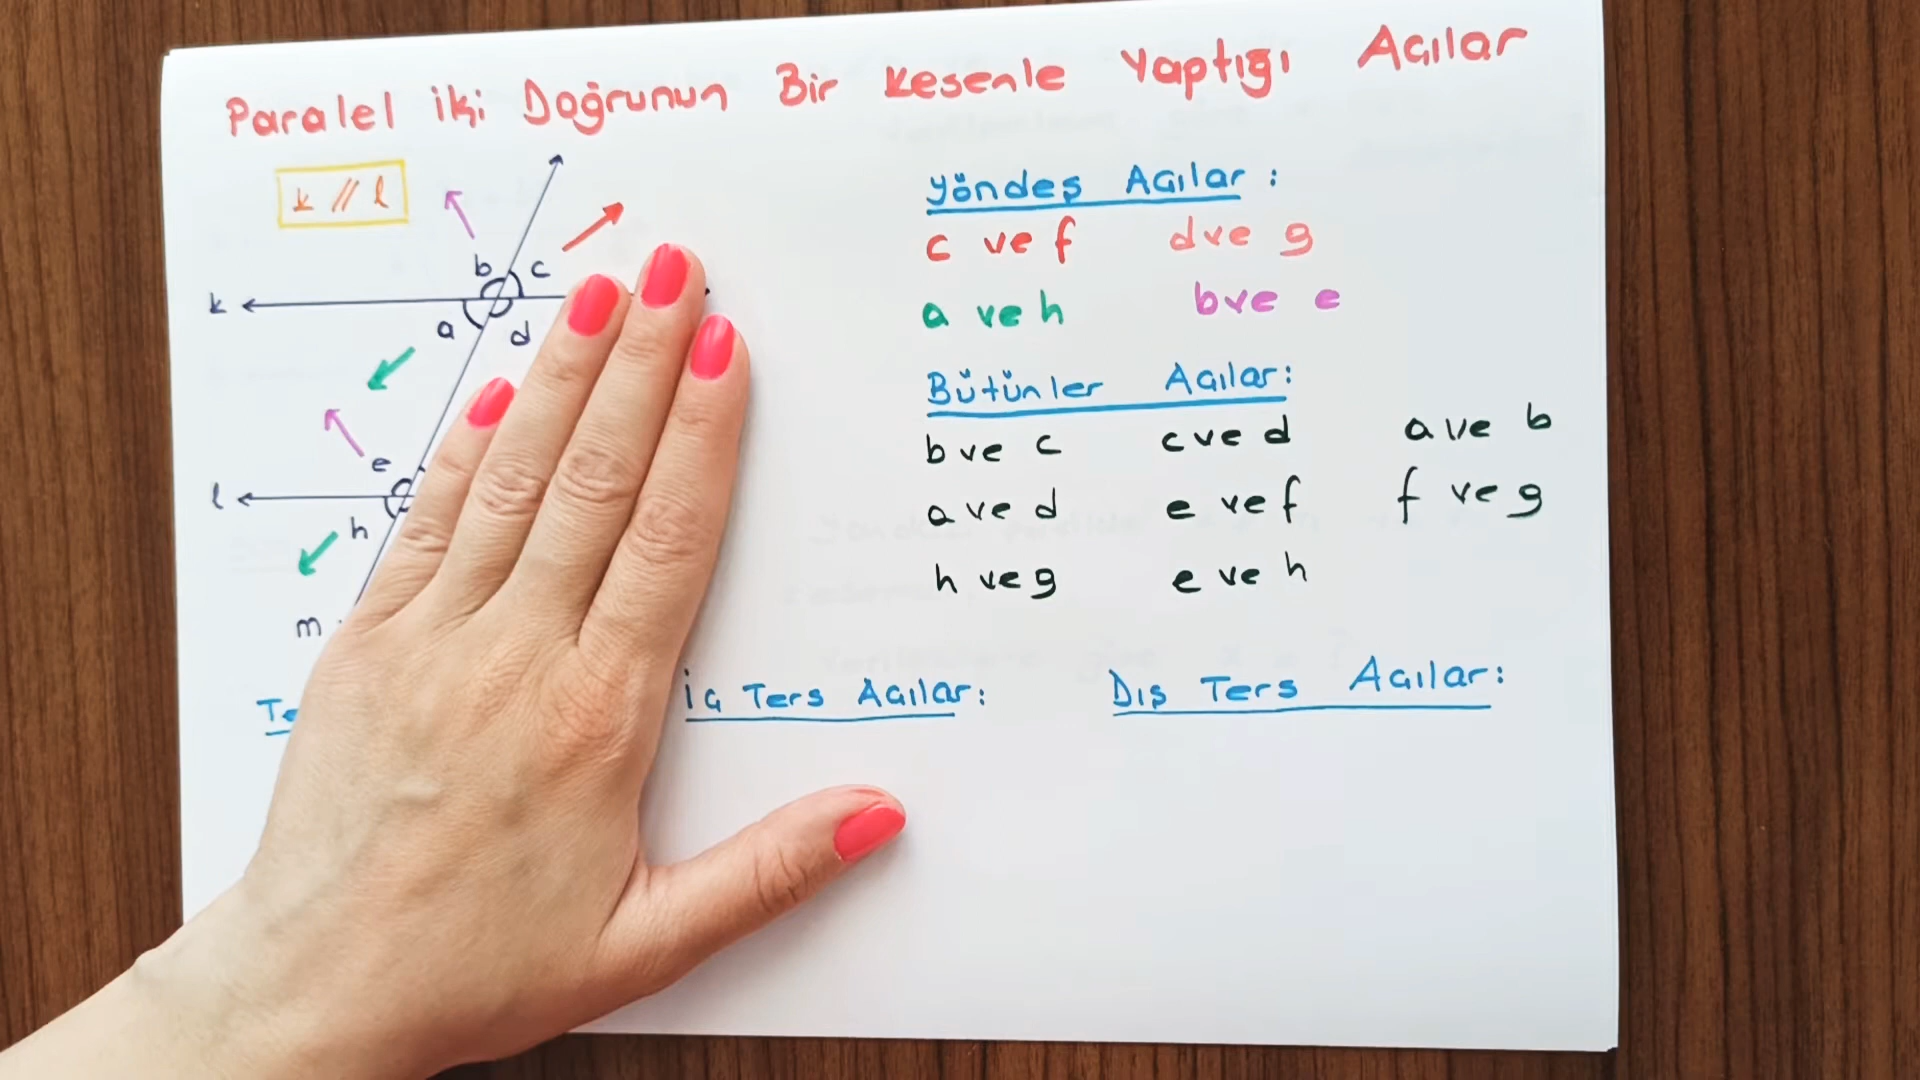 Paralel iki Doğrunun Bir Kesenle Yaptığı Açılar
k // l
b c
k
a d
e
l
h
m
Yöndeş Açılar :
c ve f d ve g
a ve h b ve e
Bütünler Açılar:
b ve c c ve d a ve b
a ve d e ve f f ve g
h ve g e ve h
İç Ters Açılar:
Dış Ters Açılar: